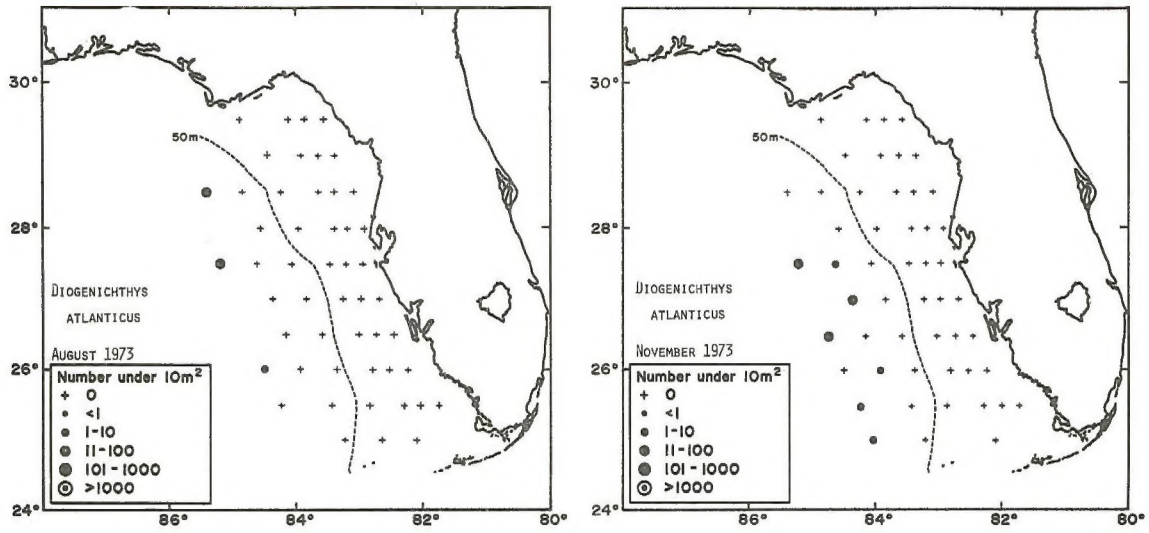 30°
28°
26°
24°
86°
84°
82°
80°
50m
DIOGENICHTHYS
ATLANTICUS
AUGUST 1973
Number under 10m²
+ 0
<1
1-10
11-100
101-1000
>1000
30°
28°
26°
24°
86°
84°
82°
80°
50m
DIOGENICHTHYS
ATLANTICUS
NOVEMBER 1973
Number under 10m²
+ 0
<1
1-10
11-100
101-1000
>1000